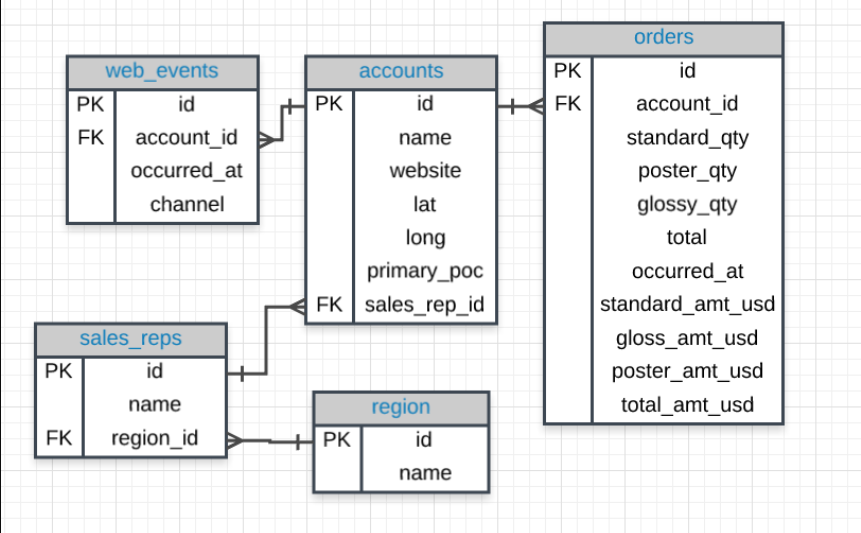 web_events
PK id
FK account_id
occurred_at
channel
accounts
PK id
name
website
lat
long
primary_poc
FK sales_rep_id
orders
PK id
FK account_id
standard_qty
poster_qty
glossy_qty
total
occurred_at
standard_amt_usd
gloss_amt_usd
poster_amt_usd
total_amt_usd
sales_reps
PK id
name
FK region_id
region
PK id
name